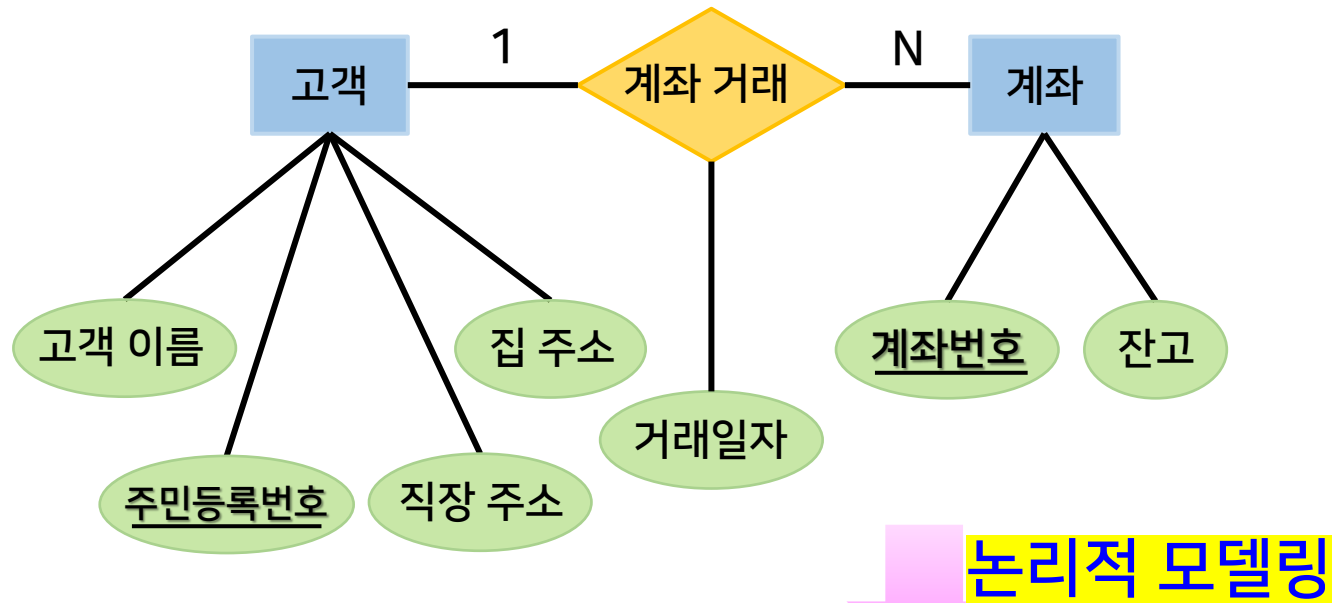 고객
1
계좌 거래
N
계좌
고객 이름
집 주소
계좌번호
잔고
거래일자
주민등록번호
직장 주소
논리적 모델링